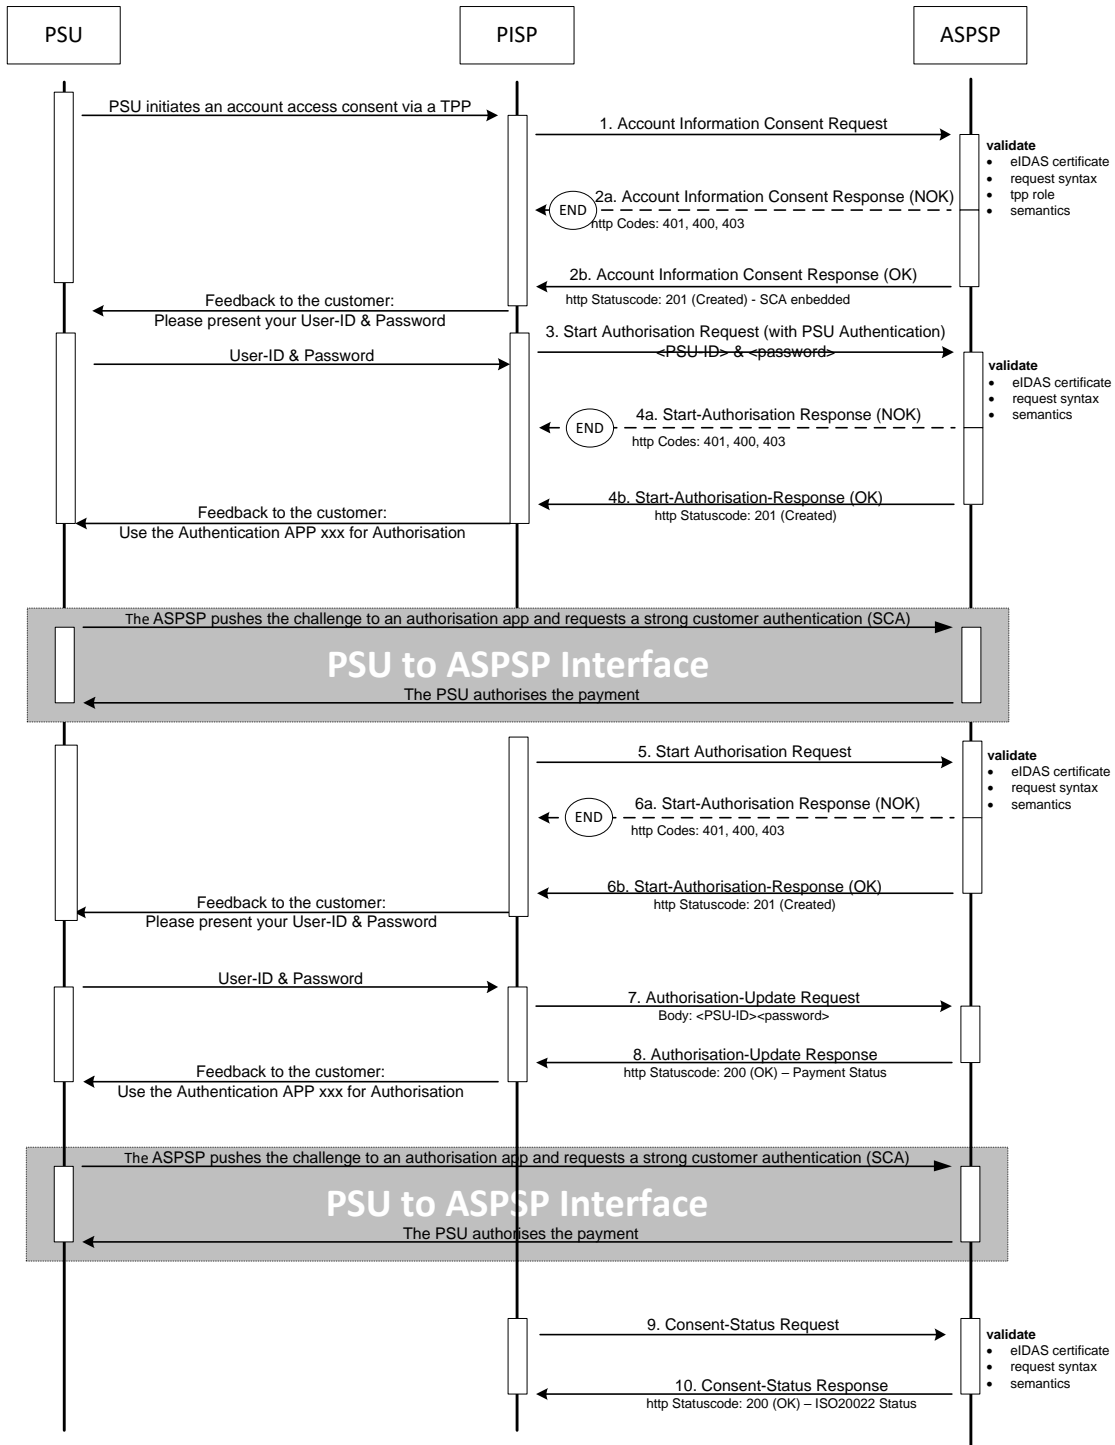 PSU
PISP
ASPSP
PSU initiates an account access consent via a TPP
1. Account Information Consent Request
validate
• eIDAS certificate
• request syntax
• tpp role
• semantics
2a. Account Information Consent Response (NOK)
END
http Codes: 401, 400, 403
2b. Account Information Consent Response (OK)
http Statuscode: 201 (Created) - SCA enbedded
Feedback to the customer:
Please present your User-ID & Password
3. Start Authorisation Request (with PSU Authentication)
<PSU-ID> & <password>
User-ID & Password
validate
• eIDAS certificate
• request syntax
• semantics
4a. Start-Authorisation Response (NOK)
END
http Codes: 401, 400, 403
4b. Start-Authorisation-Response (OK)
http Statuscode: 201 (Created)
Feedback to the customer:
Use the Authentication APP xxx for Authorisation
The ASPSP pushes the challenge to an authorisation app and requests a strong customer authentication (SCA)
PSU to ASPSP Interface
The PSU authorises the payment
5. Start Authorisation Request
validate
• eIDAS certificate
• request syntax
• semantics
6a. Start-Authorisation Response (NOK)
END
http Codes: 401, 400, 403
6b. Start-Authorisation-Response (OK)
http Statuscode: 201 (Created)
Feedback to the customer:
Please present your User-ID & Password
User-ID & Password
7. Authorisation-Update Request
Body: <PSU-ID><password>
8. Authorisation-Update Response
http Statuscode: 200 (OK) – Payment Status
Feedback to the customer:
Use the Authentication APP xxx for Authorisation
The ASPSP pushes the challenge to an authorisation app and requests a strong customer authentication (SCA)
PSU to ASPSP Interface
The PSU authorises the payment
9. Consent-Status Request
validate
• eIDAS certificate
• request syntax
• semantics
10. Consent-Status Response
http Statuscode: 200 (OK) – ISO20022 Status